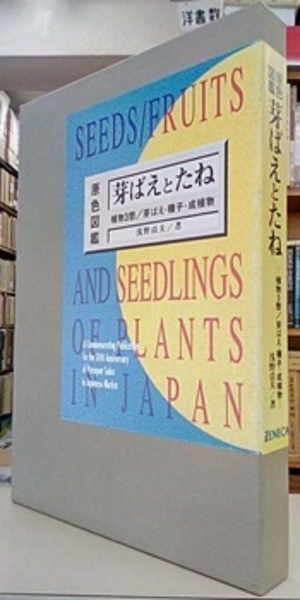 洋書数
SEEDS/FRUITS
原色図鑑
芽ばえとたね
植物3態/芽ばえ・種子・成植物
浅野貞夫/著
AND SEEDLINGS
OF PLANTS
IN JAPAN
A Commemorating Publication
for the 30th Anniversary
of Paraquat Sales
in Japanese Market
原色図鑑
芽ばえとたね
植物3態/芽ばえ・種子・成植物
浅野貞夫/著
ZENECA